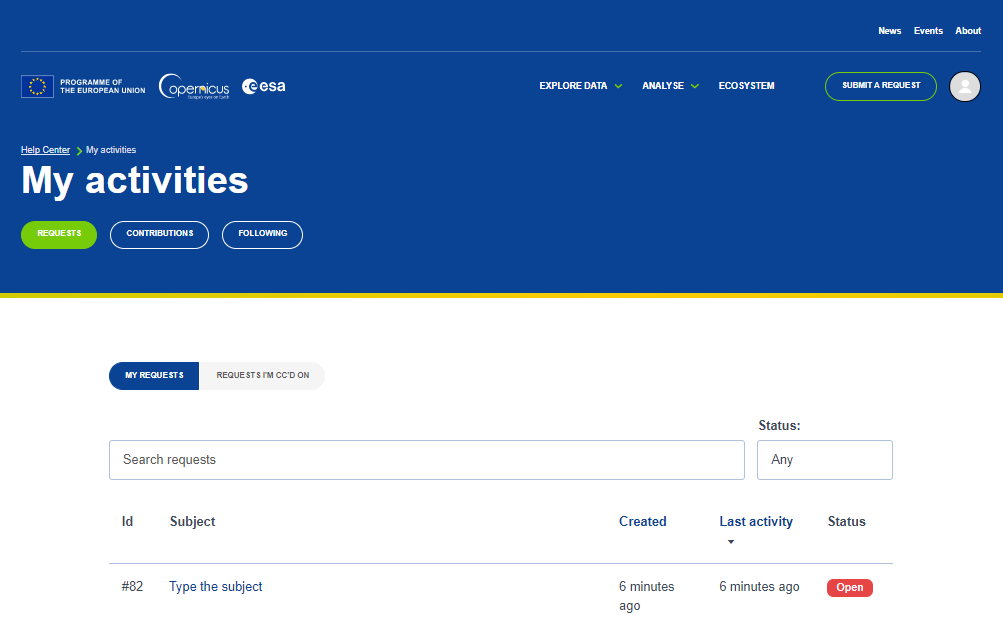 News Events About
PROGRAMME OF
THE EUROPEAN UNION
opernicus
Europe's eyes on Earth
esa
EXPLORE DATA ANALYSE ECOSYSTEM
SUBMIT A REQUEST
Help Center My activities
My activities
REQUESTS CONTRIBUTIONS FOLLOWING
MY REQUESTS REQUESTS I'M CC'D ON
Status:
Search requests Any
Id Subject Created Last activity Status
#82 Type the subject 6 minutes ago 6 minutes ago Open